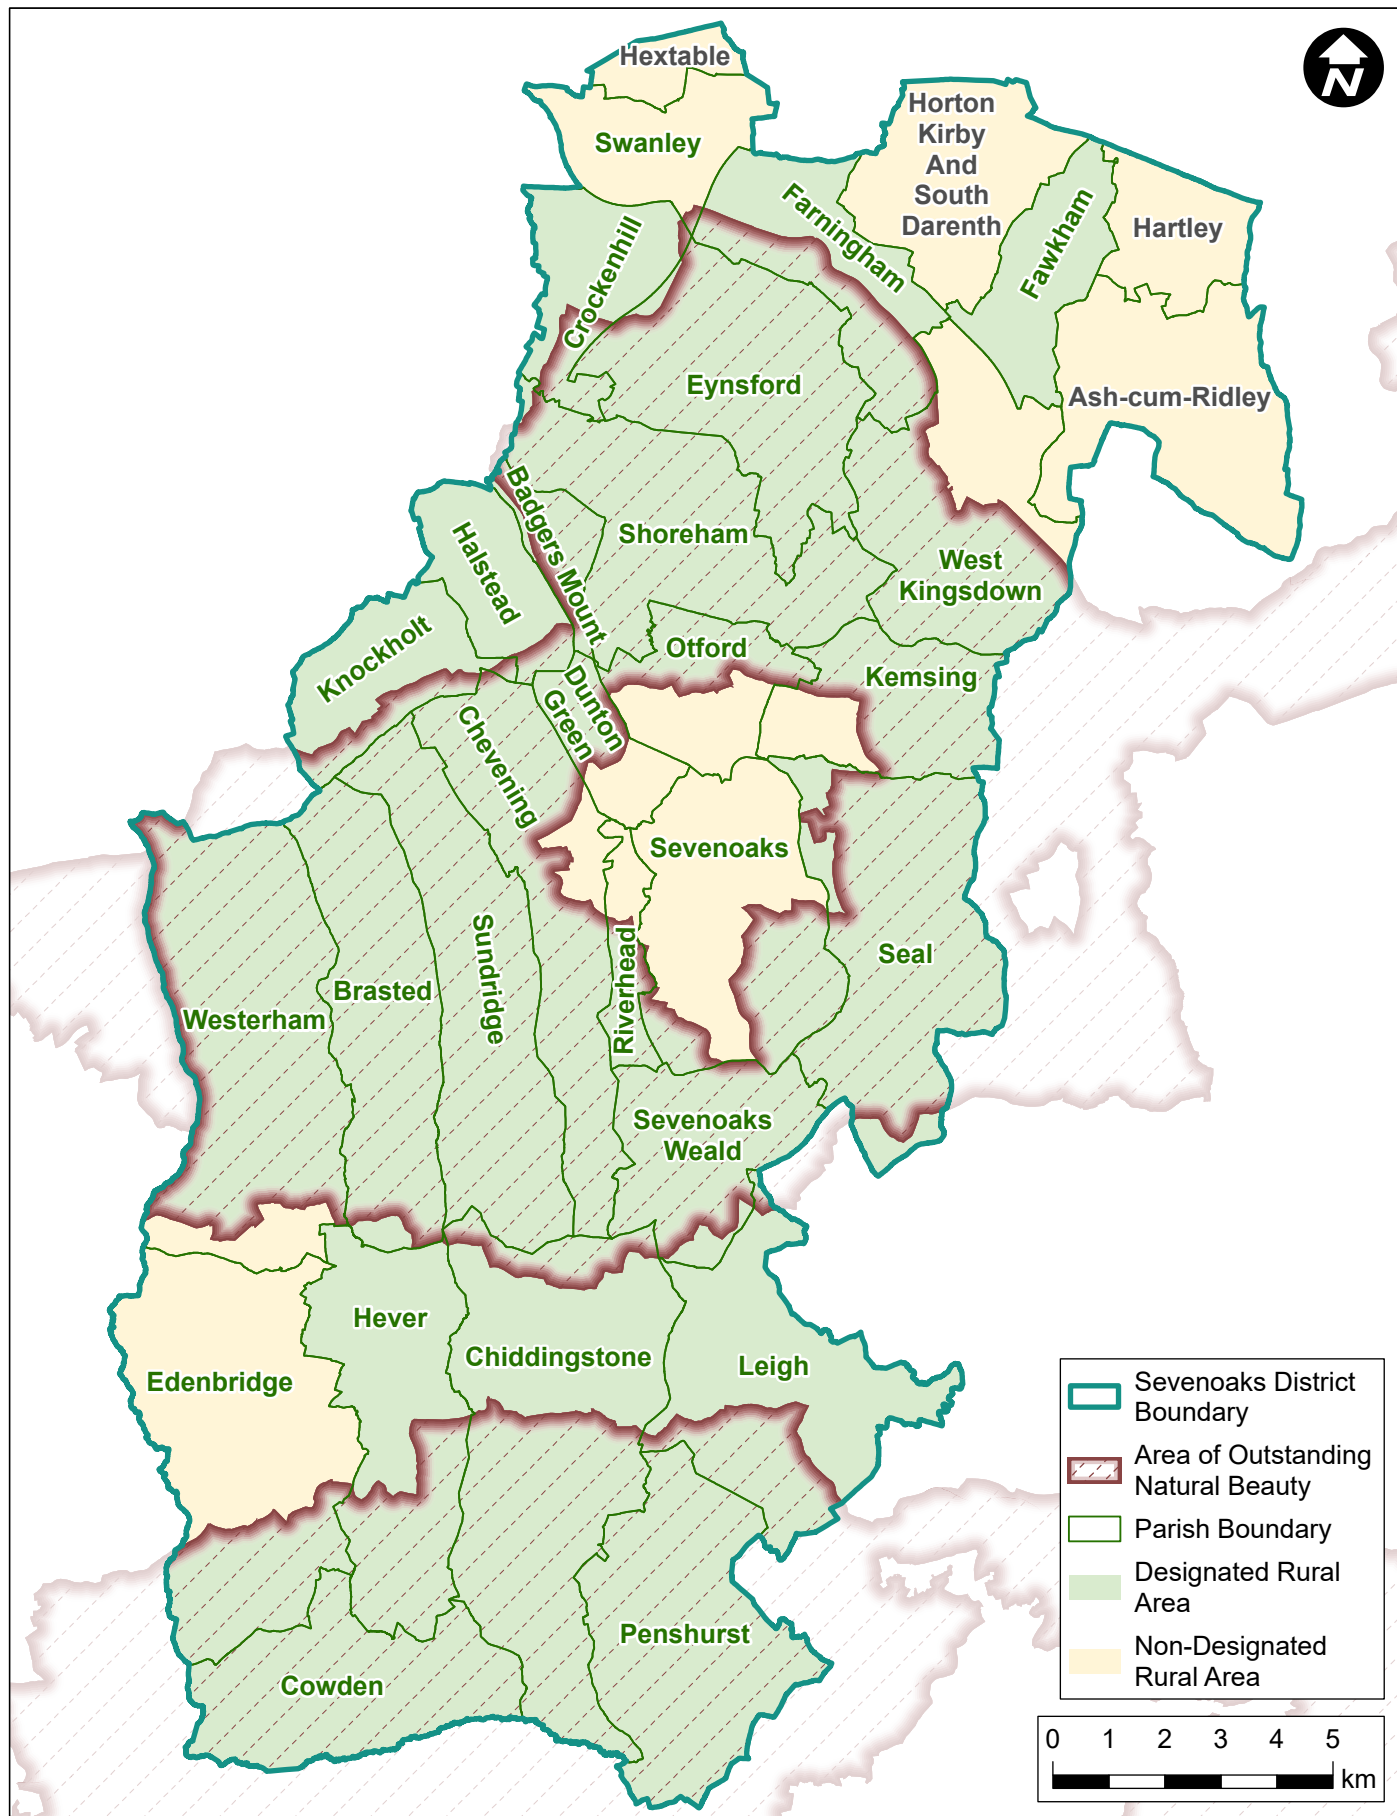 N
Hextable
Swanley
Horton
Kirby
And
South
Darenth
Farningham
Fawkham
Hartley
Crockenhill
Eynsford
Ash-cum-Ridley
Badgers Mount
Shoreham
Halstead
West
Kingsdown
Knockholt
Otford
Kemsing
Dunton
Green
Chevening
Sevenoaks
Sundridge
Riverhead
Seal
Brasted
Westerham
Sevenoaks
Weald
Hever
Chiddingstone
Leigh
Edenbridge
Penshurst
Cowden
Sevenoaks District
Boundary
Area of Outstanding
Natural Beauty
Parish Boundary
Designated Rural
Area
Non-Designated
Rural Area
0 1 2 3 4 5
km